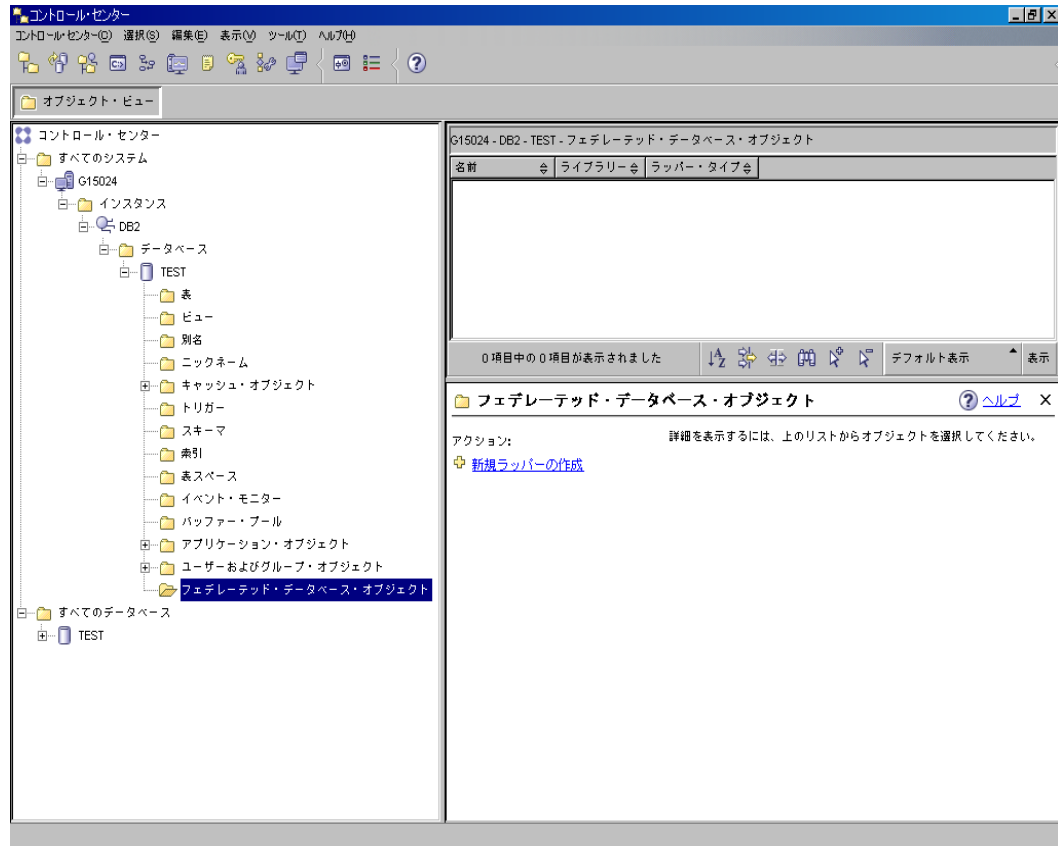 コントロール・センター
コントロール・センター(C) 選択(S) 編集(E) 表示(V) ツール(T) ヘルプ(H)
オブジェクト・ビュー
コントロール・センター
すべてのシステム
G15024
インスタンス
DB2
データベース
TEST
表
ビュー
別名
ニックネーム
キャッシュ・オブジェクト
トリガー
スキーマ
索引
表スペース
イベント・モニター
バッファー・プール
アプリケーション・オブジェクト
ユーザーおよびグループ・オブジェクト
フェデレーテッド・データベース・オブジェクト
すべてのデータベース
TEST
G15024 - DB2 - TEST - フェデレーテッド・データベース・オブジェクト
名前 ライブラリー ラッパー・タイプ
0 項目中の 0 項目が表示されました デフォルト表示 表示
フェデレーテッド・データベース・オブジェクト ヘルプ
アクション:
新規ラッパーの作成
詳細を表示するには、上のリストからオブジェクトを選択してください。